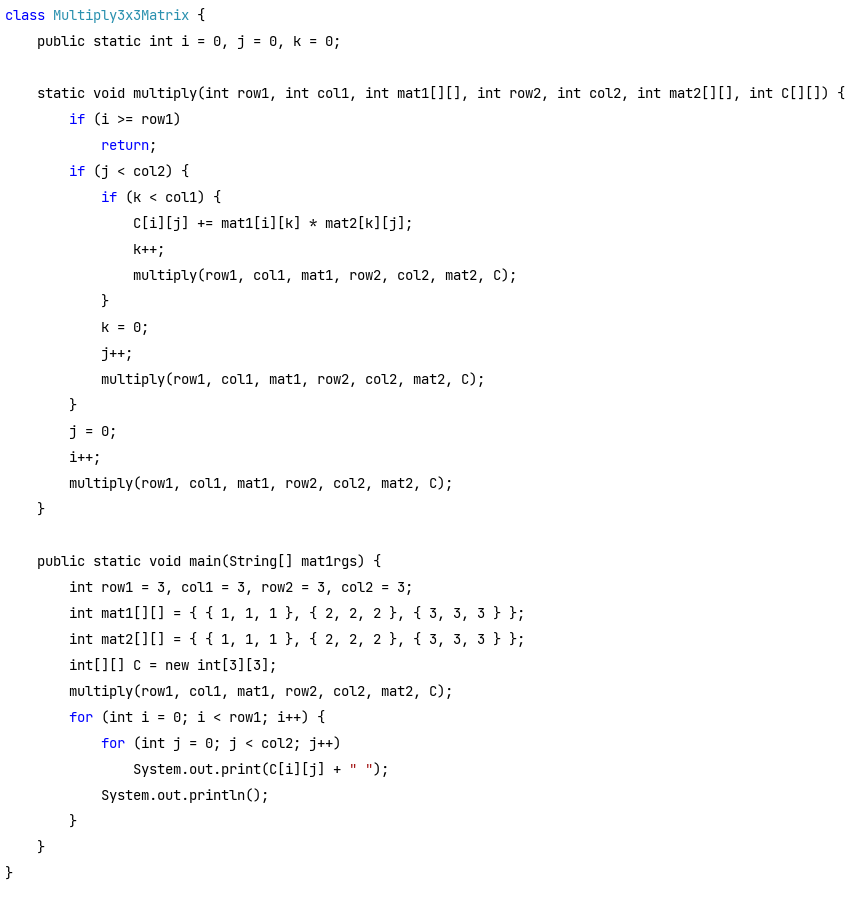 class Multiply3x3Matrix {
    public static int i = 0, j = 0, k = 0;

    static void multiply(int row1, int col1, int mat1[][], int row2, int col2, int mat2[][], int C[][]) {
        if (i >= row1)
            return;
        if (j < col2) {
            if (k < col1) {
                C[i][j] += mat1[i][k] * mat2[k][j];
                k++;
                multiply(row1, col1, mat1, row2, col2, mat2, C);
            }
            k = 0;
            j++;
            multiply(row1, col1, mat1, row2, col2, mat2, C);
        }
        j = 0;
        i++;
        multiply(row1, col1, mat1, row2, col2, mat2, C);
    }

    public static void main(String[] mat1rgs) {
        int row1 = 3, col1 = 3, row2 = 3, col2 = 3;
        int mat1[][] = { { 1, 1, 1 }, { 2, 2, 2 }, { 3, 3, 3 } };
        int mat2[][] = { { 1, 1, 1 }, { 2, 2, 2 }, { 3, 3, 3 } };
        int[][] C = new int[3][3];
        multiply(row1, col1, mat1, row2, col2, mat2, C);
        for (int i = 0; i < row1; i++) {
            for (int j = 0; j < col2; j++)
                System.out.print(C[i][j] + " ");
            System.out.println();
        }
    }
}